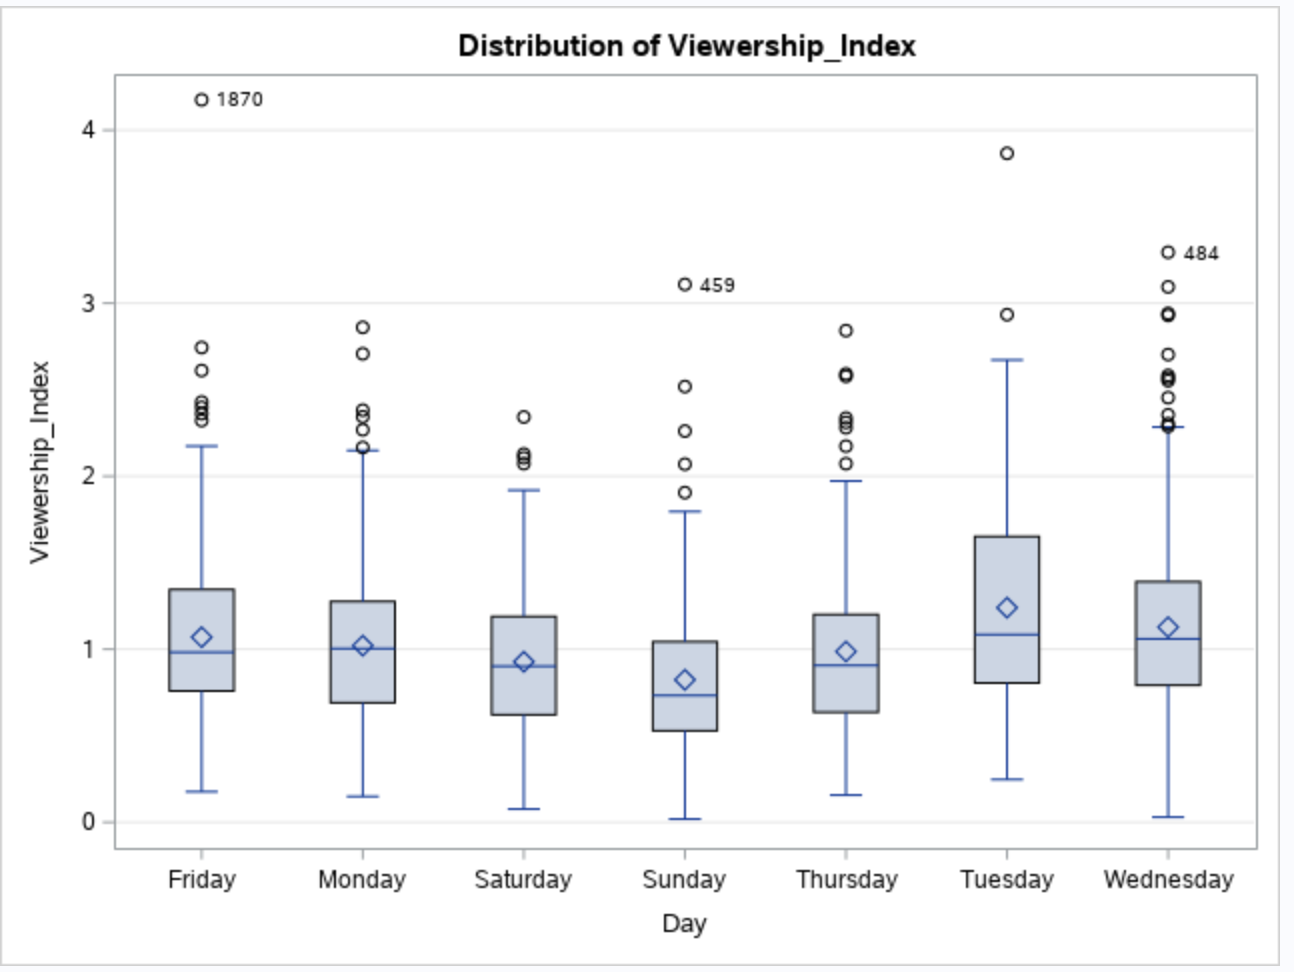 Distribution of Viewership_Index
1870
4
484
459
3
2
1
0
Viewership_Index
Friday Monday Saturday Sunday Thursday Tuesday Wednesday
Day